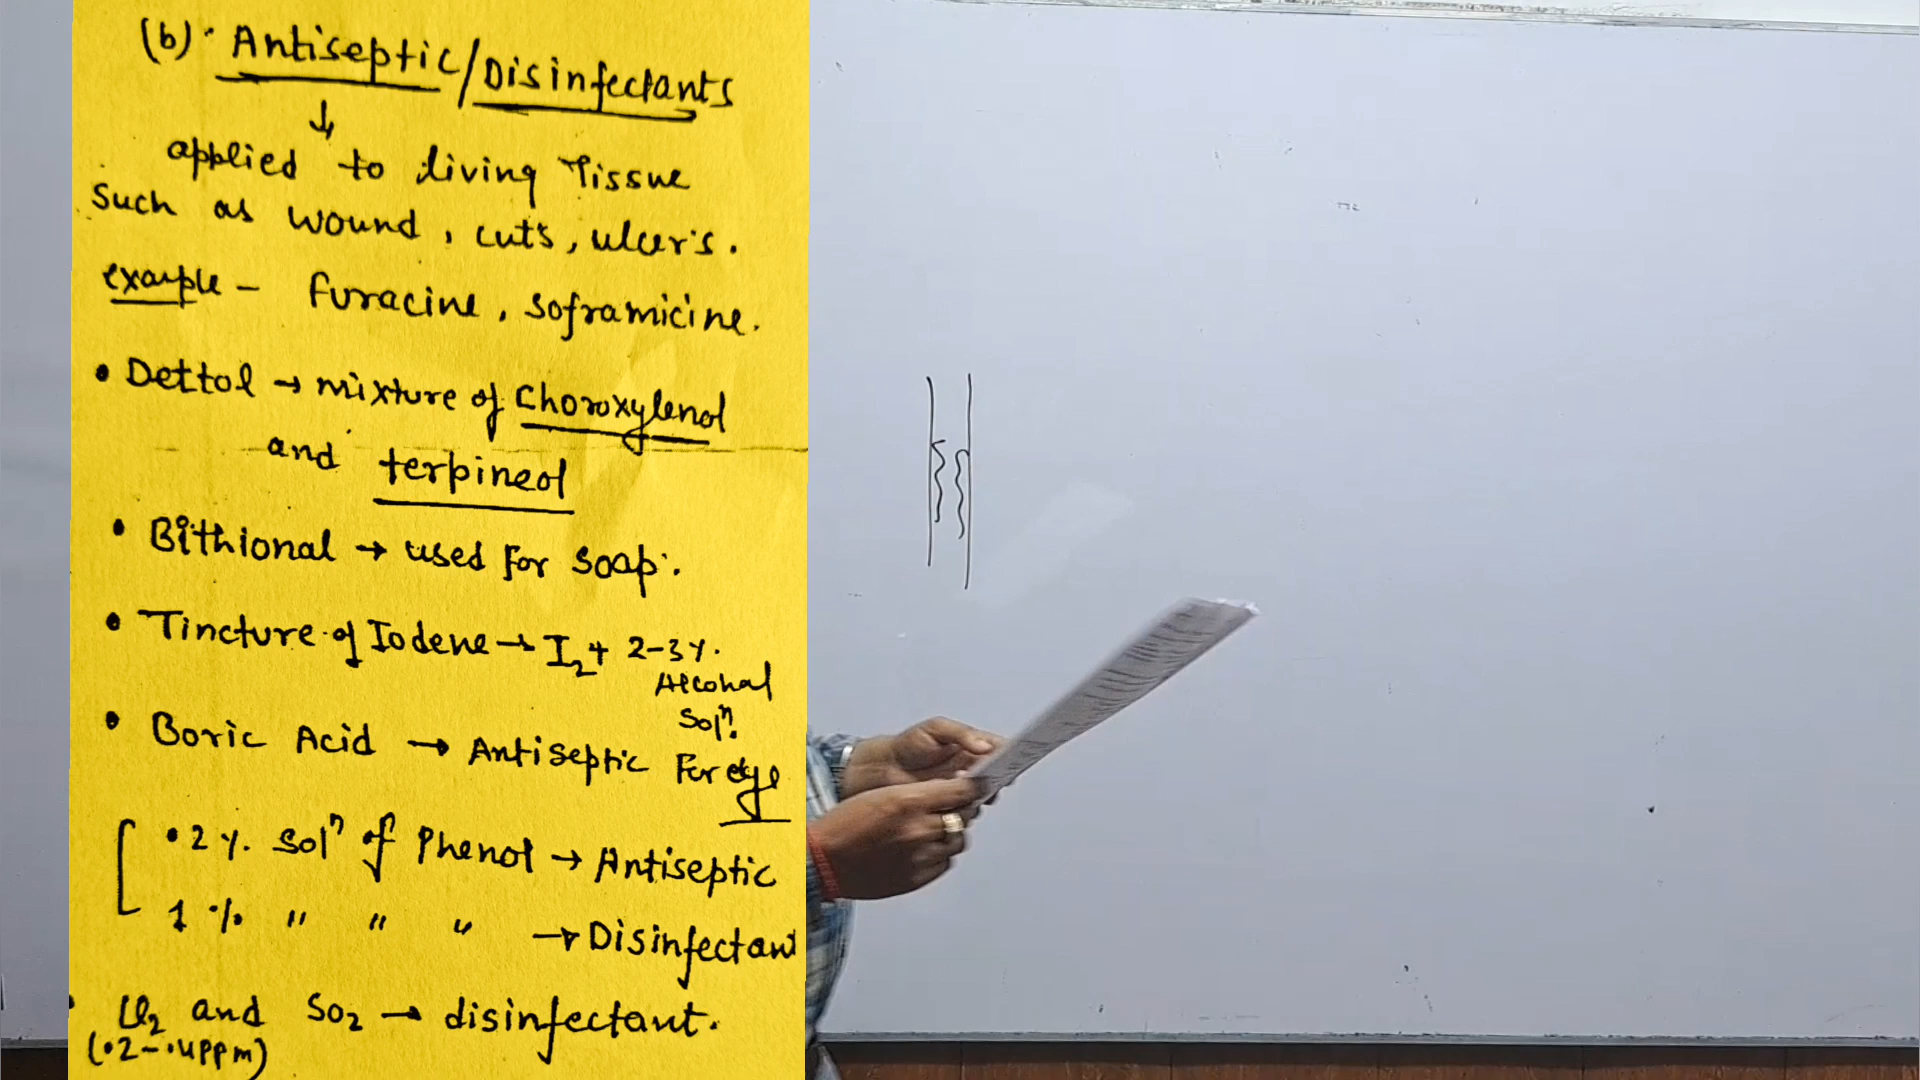 (b) Antiseptic/Disinfectants
↓
applied to living Tissue
Such as wound, cuts, ulcer's.
example - furacine, soframicine.
• Dettol → mixture of Choroxylenol
and terpineol
• Bithional → used for soap.
• Tincture of Iodene → I₂ + 2-3%.
Alcohal
Solⁿ.
• Boric Acid → Antiseptic For eye
•2 %. Solⁿ of Phenol → Antiseptic
1 % " " " → Disinfectant
• Cl₂ and SO₂ → disinfectant.
(•2-•4ppm)